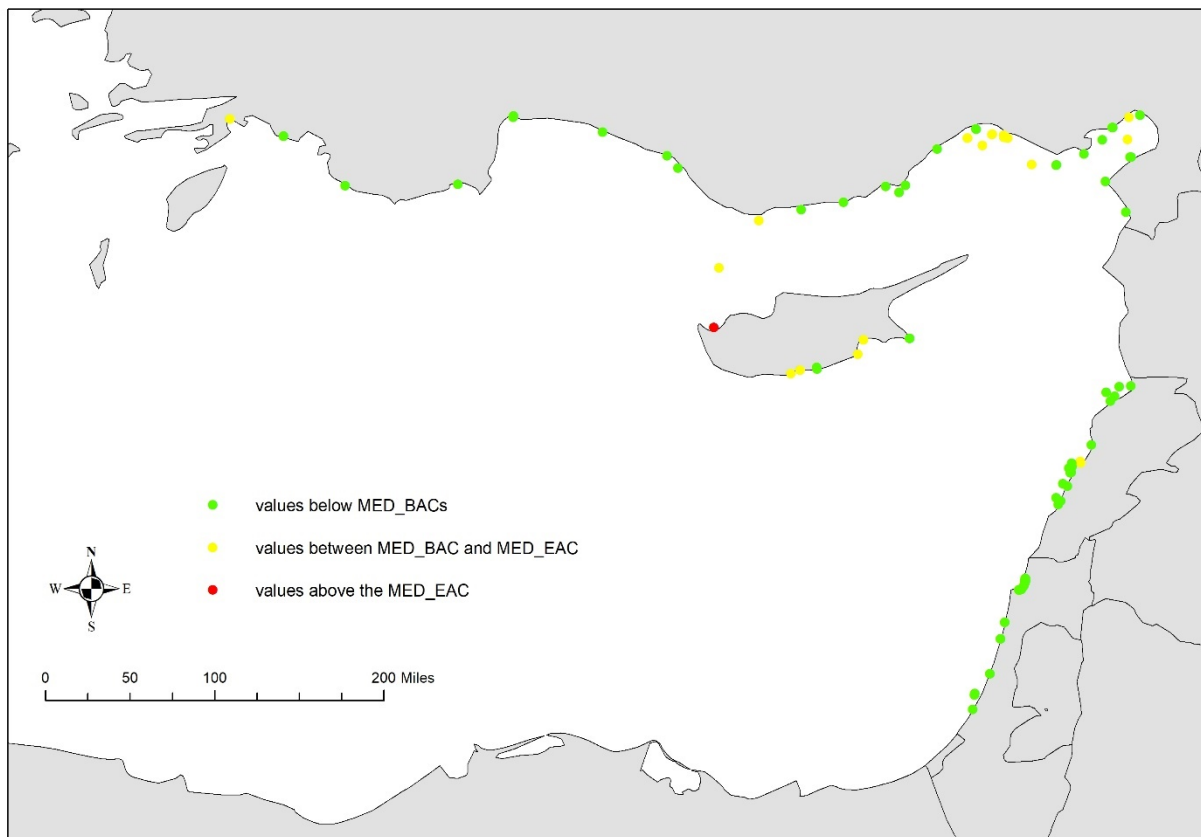 values below MED_BACs
values between MED_BAC and MED_EAC
values above the MED_EAC
N
W E
S
0 50 100 200 Miles